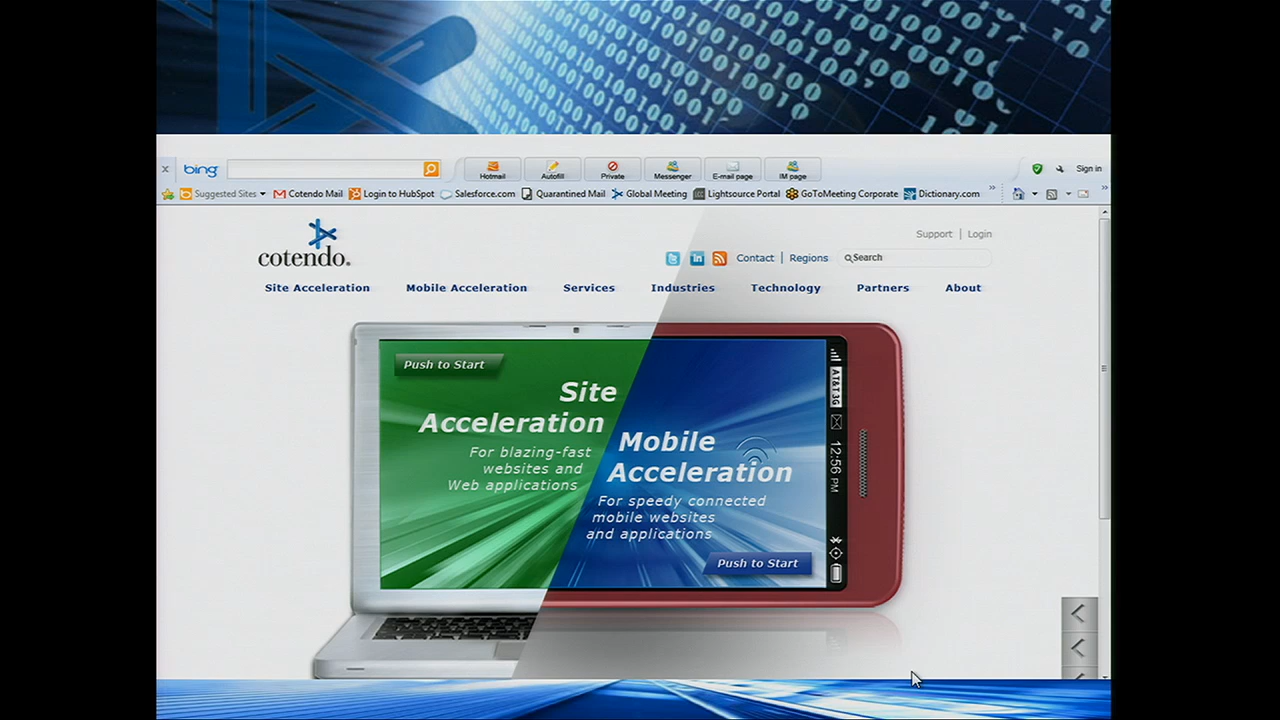 bing
Hotmail
Autofill
Private
Messenger
E-mail page
IM page
Sign in
Suggested Sites
Cotendo Mail
Login to HubSpot
Salesforce.com
Quarantined Mail
Global Meeting
Lightsource Portal
GoToMeeting Corporate
Dictionary.com
»
»
Support | Login
cotendo.
Contact | Regions
Search
Site Acceleration
Mobile Acceleration
Services
Industries
Technology
Partners
About
Push to Start
Site
Acceleration
For blazing-fast
websites and
Web applications
Mobile
Acceleration
For speedy connected
mobile websites
and applications
Push to Start
AT&T 3G
12:56 PM